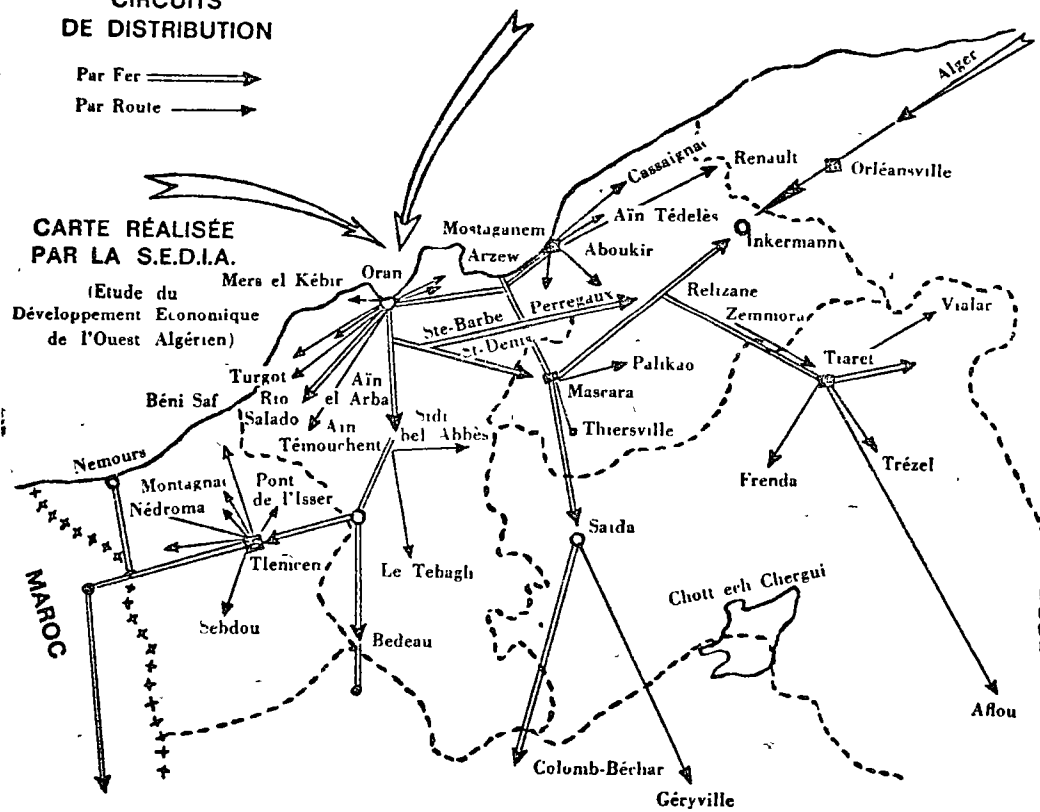 CIRCUITS
DE DISTRIBUTION
Par Fer
Par Route
Alger
Cassaignac
Renault
Orléansville
CARTE RÉALISÉE
PAR LA S.E.D.I.A.
(Etude du
Développement Economique
de l'Ouest Algérien)
Mostaganem
Aïn Tédelès
Aboukir
Inkermann
Arzew
Oran
Mers el Kébir
Relizane
Perregaux
Ste-Barbe
St-Denis
Zemmora
Vialar
Tiaret
Palikao
Mascara
Thiersville
Turgot
Béni Saf
Rio
Salado
Aïn
el Arba
Aïn
Témouchent
Sidi
bel Abbès
Frenda
Trézel
Nemours
Montagnac
Nédroma
Pont
de l'Isser
Saïda
Tlemcen
Le Telagh
Chott ech Chergui
MAROC
Sebdou
Bedeau
Aflou
Colomb-Béchar
Géryville